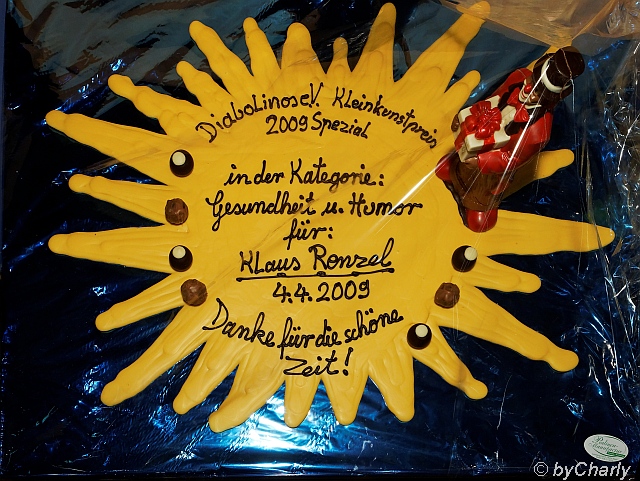 Diabolinos e.V. Kleinkunstpreis
2009 Spezial
in der Kategorie:
Gesundheit u. Humor
für:
Klaus Ronzel
4.4.2009
Danke für die schöne
Zeit!
© byCharly